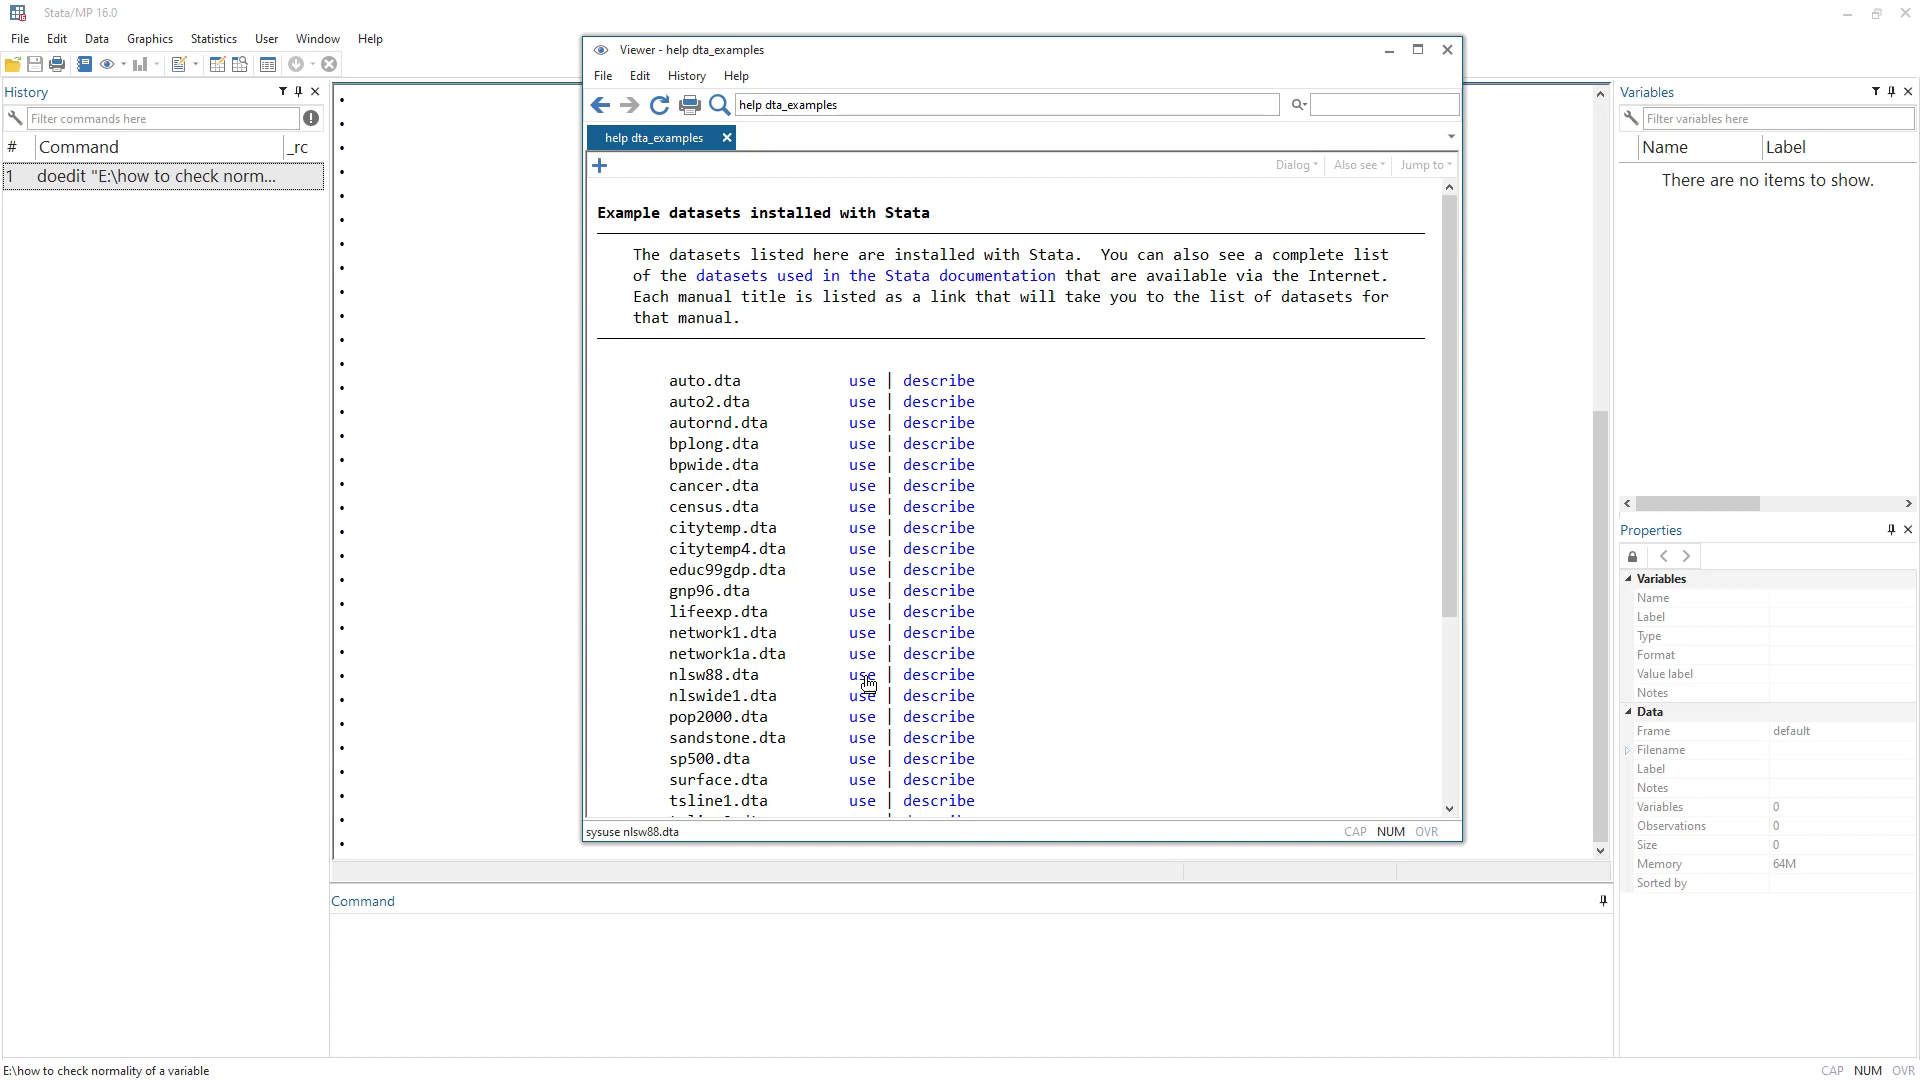 Stata/MP 16.0
File Edit Data Graphics Statistics User Window Help
History
Filter commands here
# Command _rc
1 doedit "E:\how to check norm...
Viewer - help dta_examples
File Edit History Help
help dta_examples
help dta_examples
Dialog Also see Jump to
Example datasets installed with Stata
The datasets listed here are installed with Stata. You can also see a complete list
of the datasets used in the Stata documentation that are available via the Internet.
Each manual title is listed as a link that will take you to the list of datasets for
that manual.
auto.dta use | describe
auto2.dta use | describe
autornd.dta use | describe
bplong.dta use | describe
bpwide.dta use | describe
cancer.dta use | describe
census.dta use | describe
citytemp.dta use | describe
citytemp4.dta use | describe
educ99gdp.dta use | describe
gnp96.dta use | describe
lifeexp.dta use | describe
network1.dta use | describe
network1a.dta use | describe
nlsw88.dta use | describe
nlswide1.dta use | describe
pop2000.dta use | describe
sandstone.dta use | describe
sp500.dta use | describe
surface.dta use | describe
tsline1.dta use | describe
sysuse nlsw88.dta
CAP NUM OVR
Variables
Filter variables here
Name Label
There are no items to show.
Properties
Variables
Name
Label
Type
Format
Value label
Notes
Data
Frame default
Filename
Label
Notes
Variables 0
Observations 0
Size 0
Memory 64M
Sorted by
Command
E:\how to check normality of a variable
CAP NUM OVR